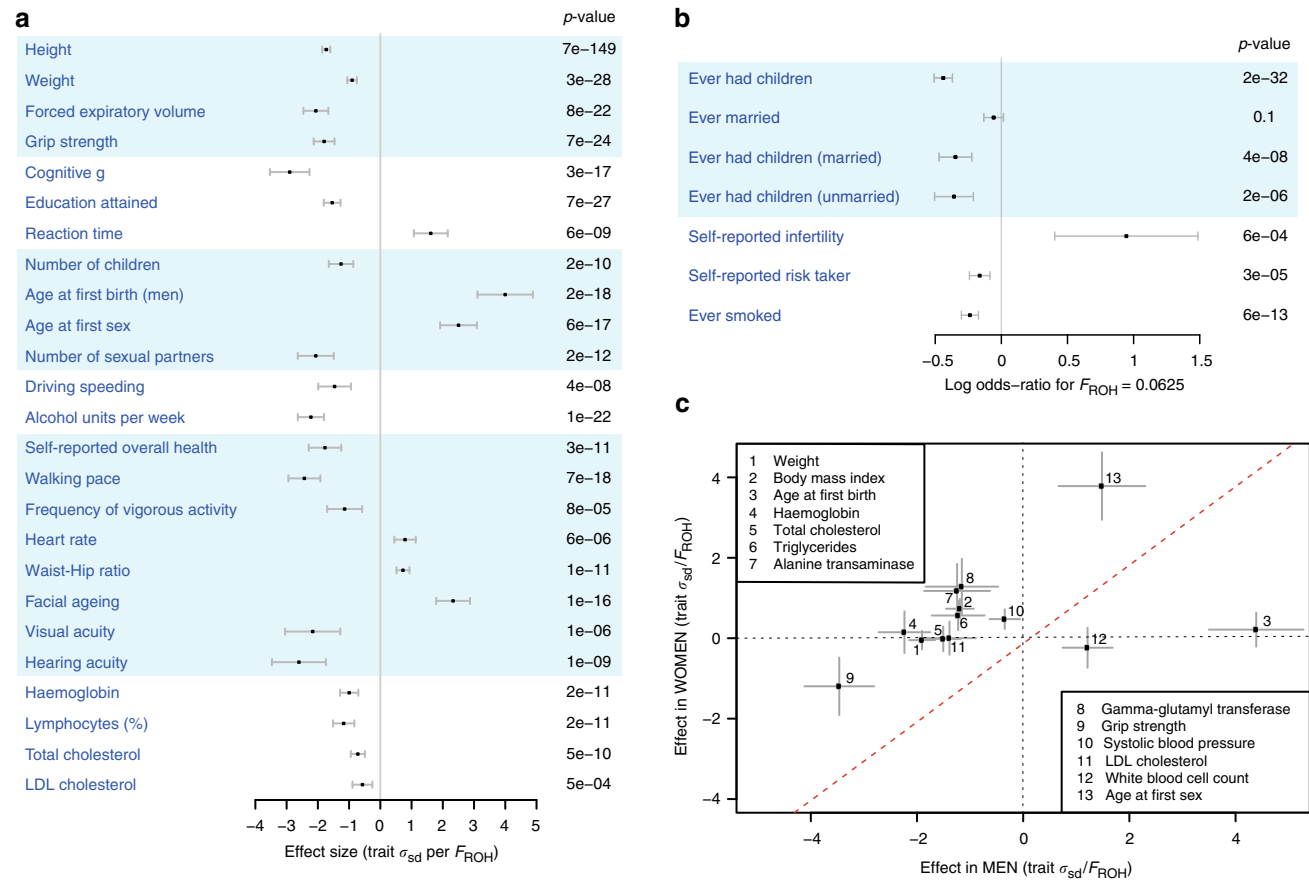 a
p-value
Height 7e−149
Weight 3e−28
Forced expiratory volume 8e−22
Grip strength 7e−24
Cognitive g 3e−17
Education attained 7e−27
Reaction time 6e−09
Number of children 2e−10
Age at first birth (men) 2e−18
Age at first sex 6e−17
Number of sexual partners 2e−12
Driving speeding 4e−08
Alcohol units per week 1e−22
Self-reported overall health 3e−11
Walking pace 7e−18
Frequency of vigorous activity 8e−05
Heart rate 6e−06
Waist-Hip ratio 1e−11
Facial ageing 1e−16
Visual acuity 1e−06
Hearing acuity 1e−09
Haemoglobin 2e−11
Lymphocytes (%) 2e−11
Total cholesterol 5e−10
LDL cholesterol 5e−04
−4 −3 −2 −1 0 1 2 3 4 5
Effect size (trait σsd per FROH)
b
p-value
Ever had children 2e−32
Ever married 0.1
Ever had children (married) 4e−08
Ever had children (unmarried) 2e−06
Self-reported infertility 6e−04
Self-reported risk taker 3e−05
Ever smoked 6e−13
−0.5 0 0.5 1 1.5
Log odds−ratio for FROH = 0.0625
c
1 Weight
2 Body mass index
3 Age at first birth
4 Haemoglobin
5 Total cholesterol
6 Triglycerides
7 Alanine transaminase
13
8
7
2
10
6
4
5
3
1
11
12
9
8 Gamma-glutamyl transferase
9 Grip strength
10 Systolic blood pressure
11 LDL cholesterol
12 White blood cell count
13 Age at first sex
4
2
0
−2
−4
Effect in WOMEN (trait σsd/FROH)
−4 −2 0 2 4
Effect in MEN (trait σsd/FROH)